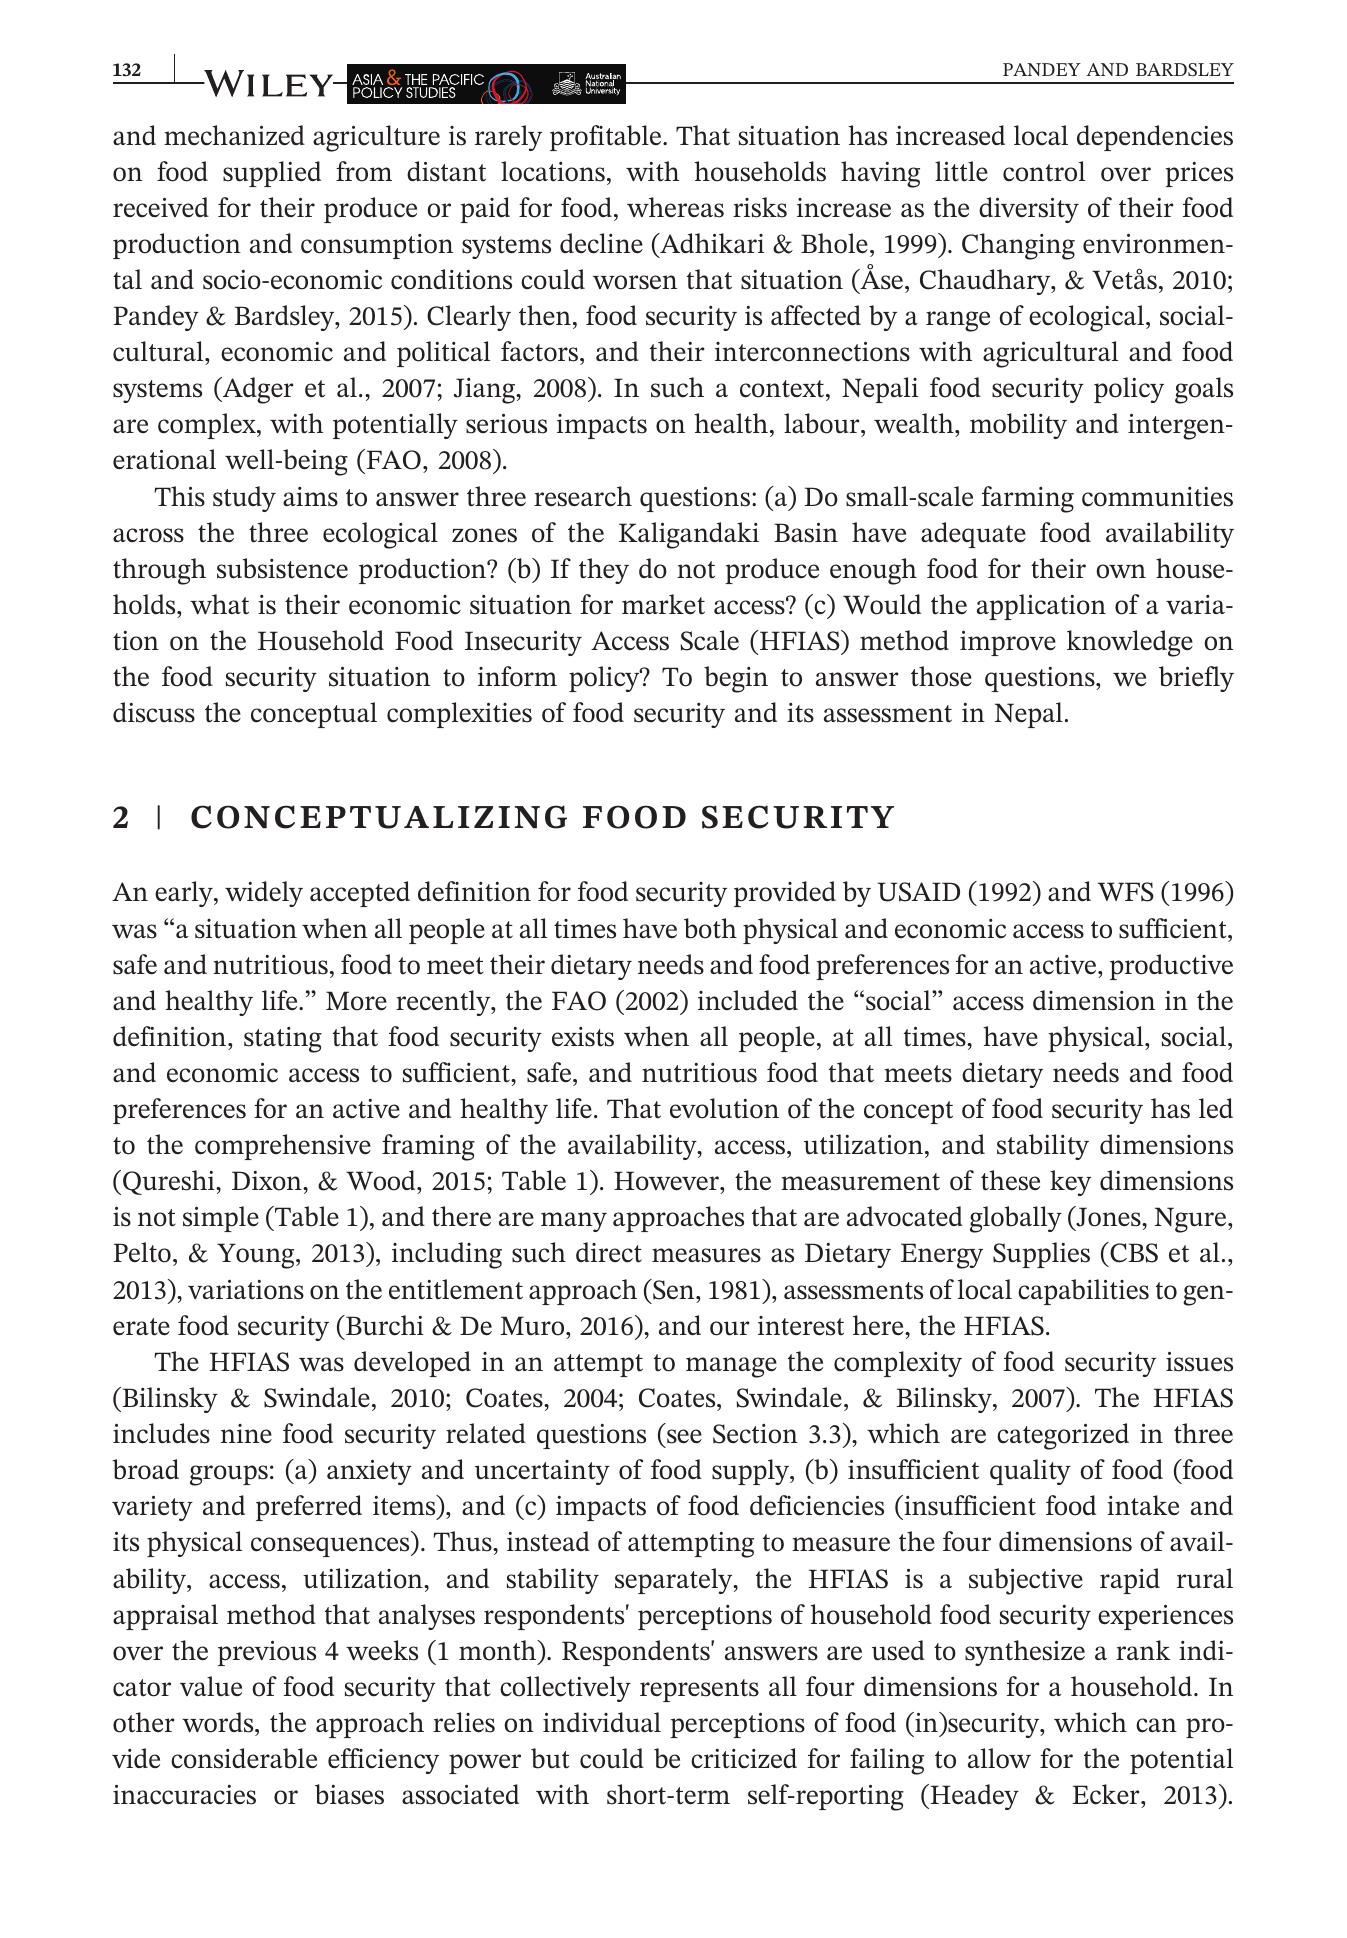 132
WILEY
ASIA & THE PACIFIC
POLICY STUDIES
Australian
National
University
PANDEY AND BARDSLEY
and mechanized agriculture is rarely profitable. That situation has increased local dependencies
on food supplied from distant locations, with households having little control over prices
received for their produce or paid for food, whereas risks increase as the diversity of their food
production and consumption systems decline (Adhikari & Bhole, 1999). Changing environmen-
tal and socio-economic conditions could worsen that situation (Åse, Chaudhary, & Vetås, 2010;
Pandey & Bardsley, 2015). Clearly then, food security is affected by a range of ecological, social-
cultural, economic and political factors, and their interconnections with agricultural and food
systems (Adger et al., 2007; Jiang, 2008). In such a context, Nepali food security policy goals
are complex, with potentially serious impacts on health, labour, wealth, mobility and intergen-
erational well-being (FAO, 2008).
This study aims to answer three research questions: (a) Do small-scale farming communities
across the three ecological zones of the Kaligandaki Basin have adequate food availability
through subsistence production? (b) If they do not produce enough food for their own house-
holds, what is their economic situation for market access? (c) Would the application of a varia-
tion on the Household Food Insecurity Access Scale (HFIAS) method improve knowledge on
the food security situation to inform policy? To begin to answer those questions, we briefly
discuss the conceptual complexities of food security and its assessment in Nepal.
2 | CONCEPTUALIZING FOOD SECURITY
An early, widely accepted definition for food security provided by USAID (1992) and WFS (1996)
was “a situation when all people at all times have both physical and economic access to sufficient,
safe and nutritious, food to meet their dietary needs and food preferences for an active, productive
and healthy life.” More recently, the FAO (2002) included the “social” access dimension in the
definition, stating that food security exists when all people, at all times, have physical, social,
and economic access to sufficient, safe, and nutritious food that meets dietary needs and food
preferences for an active and healthy life. That evolution of the concept of food security has led
to the comprehensive framing of the availability, access, utilization, and stability dimensions
(Qureshi, Dixon, & Wood, 2015; Table 1). However, the measurement of these key dimensions
is not simple (Table 1), and there are many approaches that are advocated globally (Jones, Ngure,
Pelto, & Young, 2013), including such direct measures as Dietary Energy Supplies (CBS et al.,
2013), variations on the entitlement approach (Sen, 1981), assessments of local capabilities to gen-
erate food security (Burchi & De Muro, 2016), and our interest here, the HFIAS.
The HFIAS was developed in an attempt to manage the complexity of food security issues
(Bilinsky & Swindale, 2010; Coates, 2004; Coates, Swindale, & Bilinsky, 2007). The HFIAS
includes nine food security related questions (see Section 3.3), which are categorized in three
broad groups: (a) anxiety and uncertainty of food supply, (b) insufficient quality of food (food
variety and preferred items), and (c) impacts of food deficiencies (insufficient food intake and
its physical consequences). Thus, instead of attempting to measure the four dimensions of avail-
ability, access, utilization, and stability separately, the HFIAS is a subjective rapid rural
appraisal method that analyses respondents' perceptions of household food security experiences
over the previous 4 weeks (1 month). Respondents' answers are used to synthesize a rank indi-
cator value of food security that collectively represents all four dimensions for a household. In
other words, the approach relies on individual perceptions of food (in)security, which can pro-
vide considerable efficiency power but could be criticized for failing to allow for the potential
inaccuracies or biases associated with short-term self-reporting (Headey & Ecker, 2013).